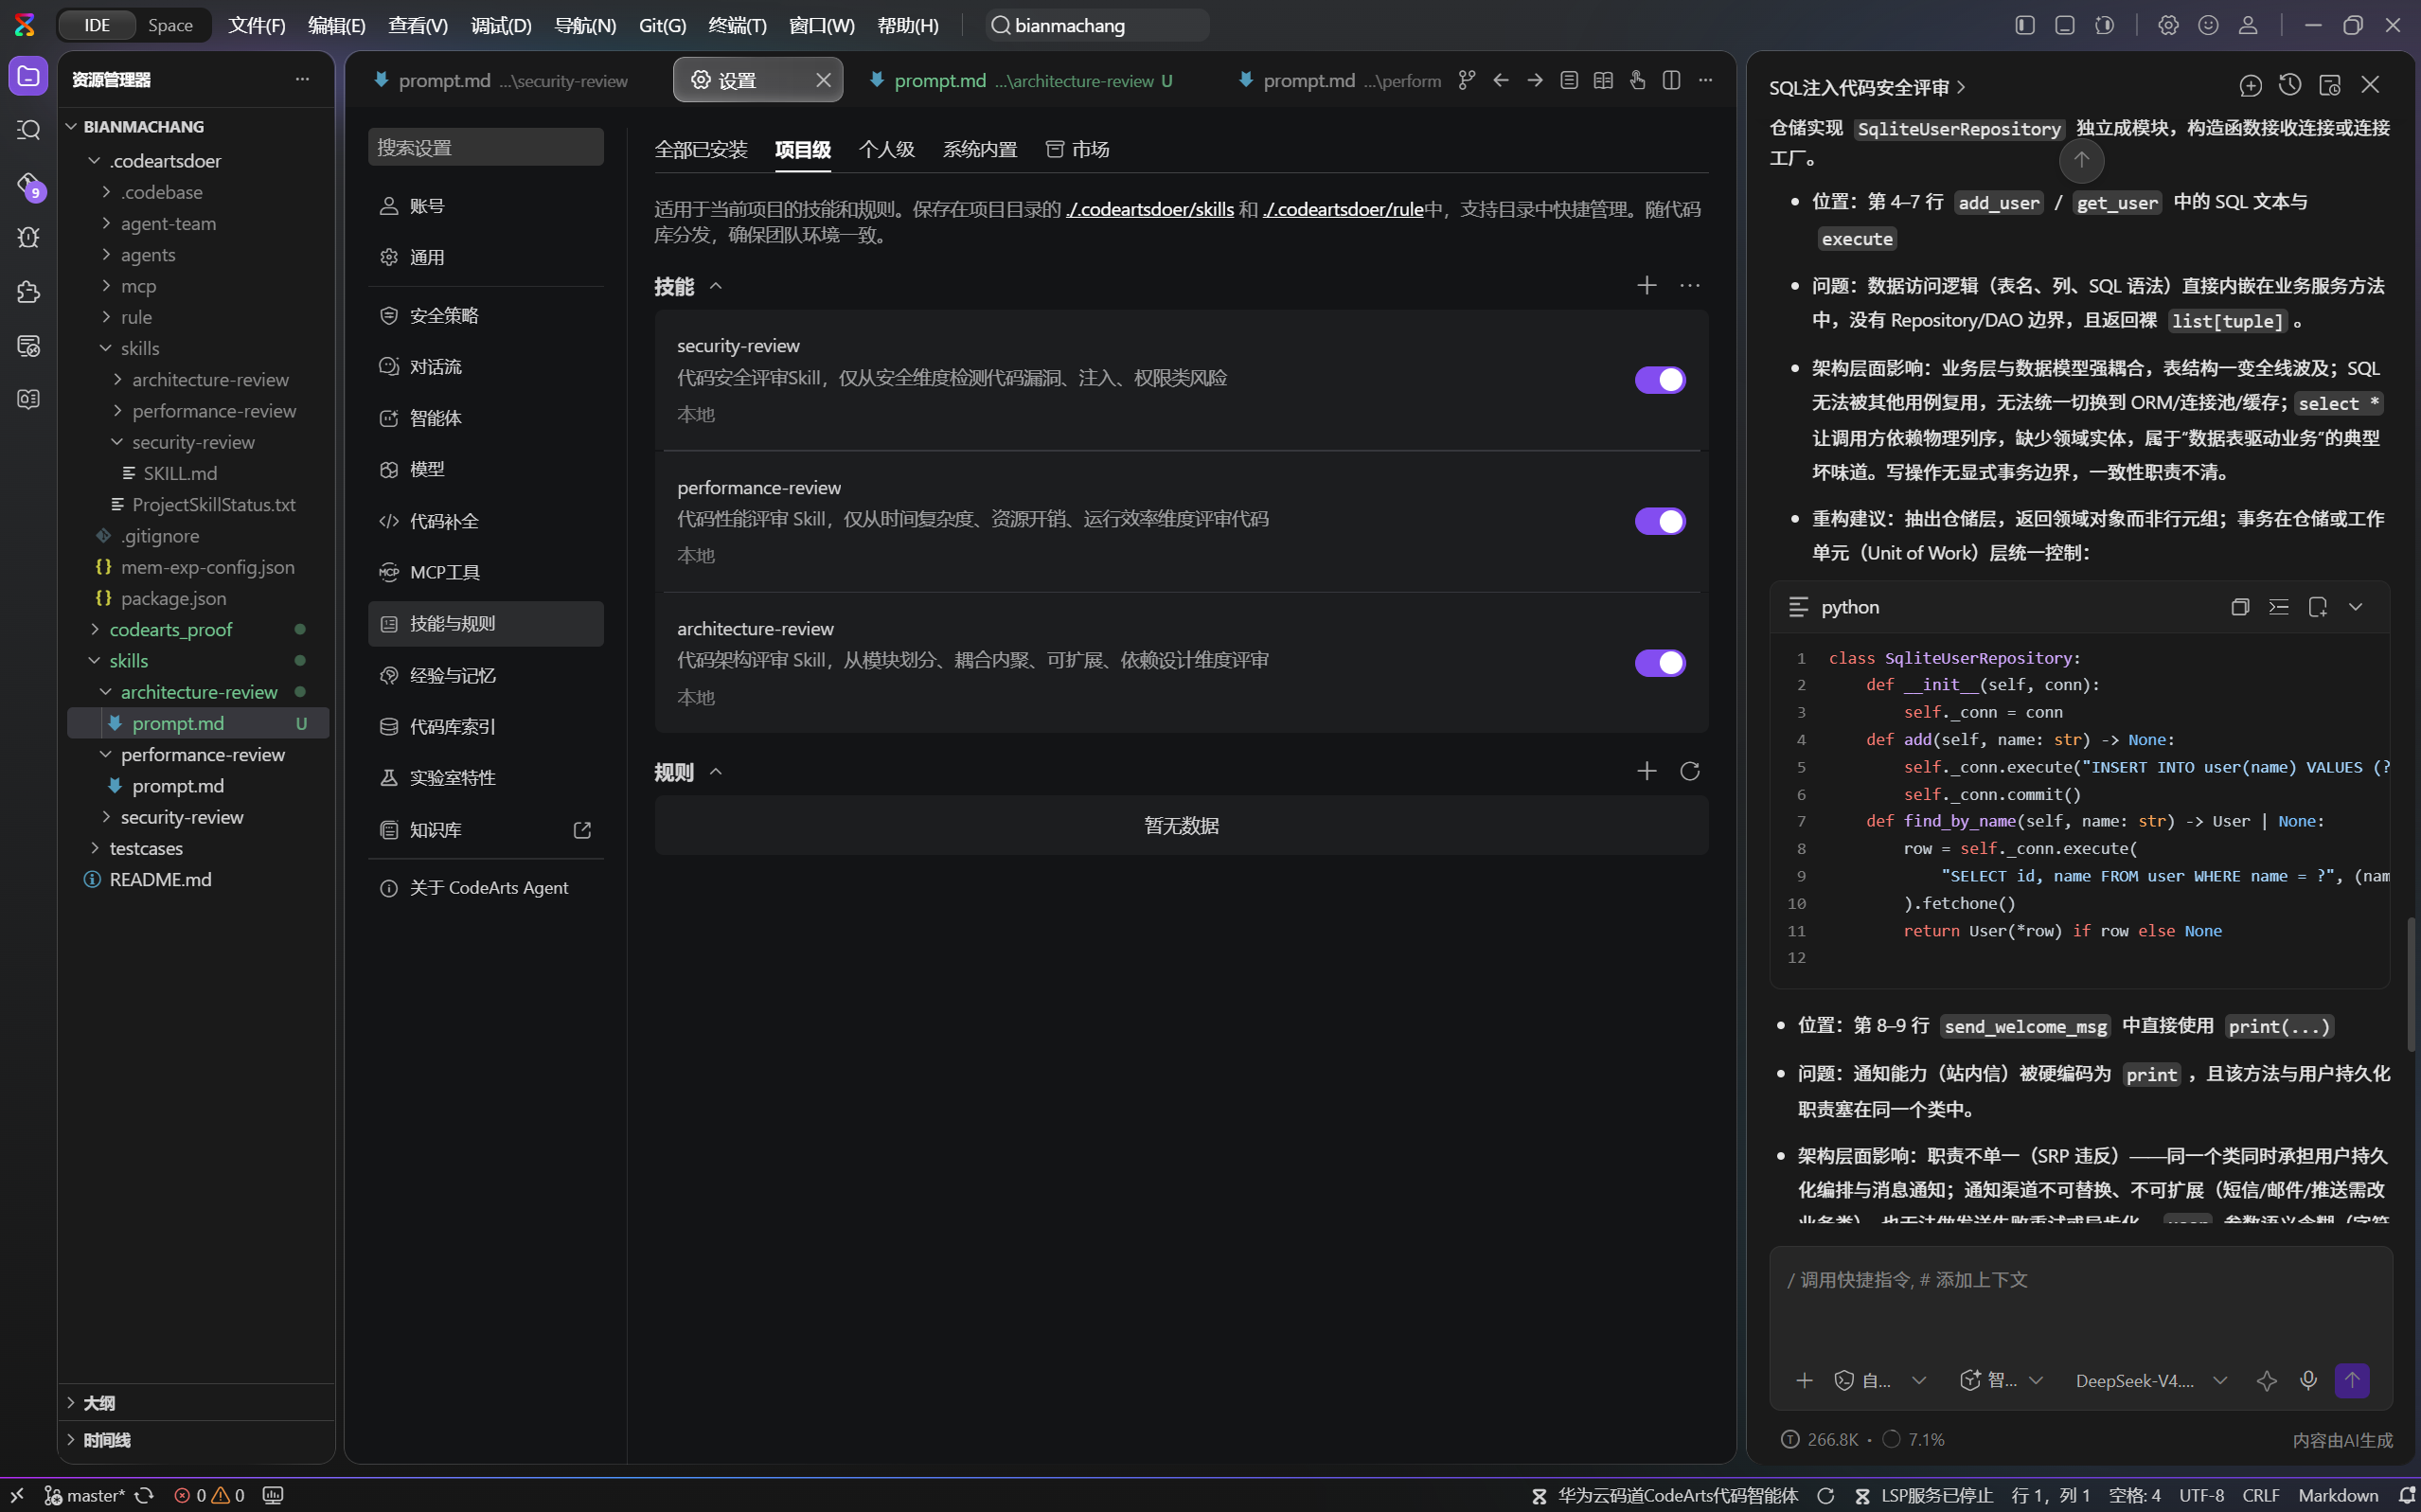 IDE Space 文件(F) 编辑(E) 查看(V) 调试(D) 导航(N) Git(G) 终端(T) 窗口(W) 帮助(H) bianmachang
资源管理器
BIANMACHANG
.codeartsdoer
.codebase
agent-team
agents
mcp
rule
skills
architecture-review
performance-review
security-review
SKILL.md
ProjectSkillStatus.txt
.gitignore
mem-exp-config.json
package.json
codearts_proof
skills
architecture-review
prompt.md U
performance-review
prompt.md
security-review
testcases
README.md
大纲
时间线
9
prompt.md ...\security-review 设置 prompt.md ...\architecture-review U prompt.md ...\perform
搜索设置
账号
通用
安全策略
对话流
智能体
模型
代码补全
MCP工具
技能与规则
经验与记忆
代码库索引
实验室特性
知识库
关于 CodeArts Agent
全部已安装 项目级 个人级 系统内置 市场
适用于当前项目的技能和规则。保存在项目目录的 ./.codeartsdoer/skills 和 ./.codeartsdoer/rule中，支持目录中快捷管理。随代码
库分发，确保团队环境一致。
技能
security-review
代码安全评审Skill，仅从安全维度检测代码漏洞、注入、权限类风险
本地
performance-review
代码性能评审 Skill，仅从时间复杂度、资源开销、运行效率维度评审代码
本地
architecture-review
代码架构评审 Skill，从模块划分、耦合内聚、可扩展、依赖设计维度评审
本地
规则
暂无数据
SQL注入代码安全评审
仓储实现 SqliteUserRepository 独立成模块，构造函数接收连接或连接
工厂。
位置：第 4–7 行 add_user / get_user 中的 SQL 文本与
execute
问题：数据访问逻辑（表名、列、SQL 语法）直接内嵌在业务服务方法
中，没有 Repository/DAO 边界，且返回裸 list[tuple] 。
架构层面影响：业务层与数据模型强耦合，表结构一变全线波及；SQL
无法被其他用例复用，无法统一切换到 ORM/连接池/缓存；select *
让调用方依赖物理列序，缺少领域实体，属于“数据表驱动业务”的典型
坏味道。写操作无显式事务边界，一致性职责不清。
重构建议：抽出仓储层，返回领域对象而非行元组；事务在仓储或工作
单元（Unit of Work）层统一控制：
python
1 class SqliteUserRepository:
2 def __init__(self, conn):
3 self._conn = conn
4 def add(self, name: str) -> None:
5 self._conn.execute("INSERT INTO user(name) VALUES (?
6 self._conn.commit()
7 def find_by_name(self, name: str) -> User | None:
8 row = self._conn.execute(
9 "SELECT id, name FROM user WHERE name = ?", (nam
10 ).fetchone()
11 return User(*row) if row else None
12
位置：第 8–9 行 send_welcome_msg 中直接使用 print(...)
问题：通知能力（站内信）被硬编码为 print ，且该方法与用户持久化
职责塞在同一个类中。
架构层面影响：职责不单一（SRP 违反）——同一个类同时承担用户持久
化编排与消息通知；通知渠道不可替换、不可扩展（短信/邮件/推送需改
业务类），也无法做发送失败重试或异步化。user 参数语义含糊（字符
/ 调用快捷指令, # 添加上下文
自... 智... DeepSeek-V4....
266.8K · 7.1% 内容由AI生成
master* 0 0 华为云码道CodeArts代码智能体 LSP服务已停止 行 1，列 1 空格: 4 UTF-8 CRLF Markdown